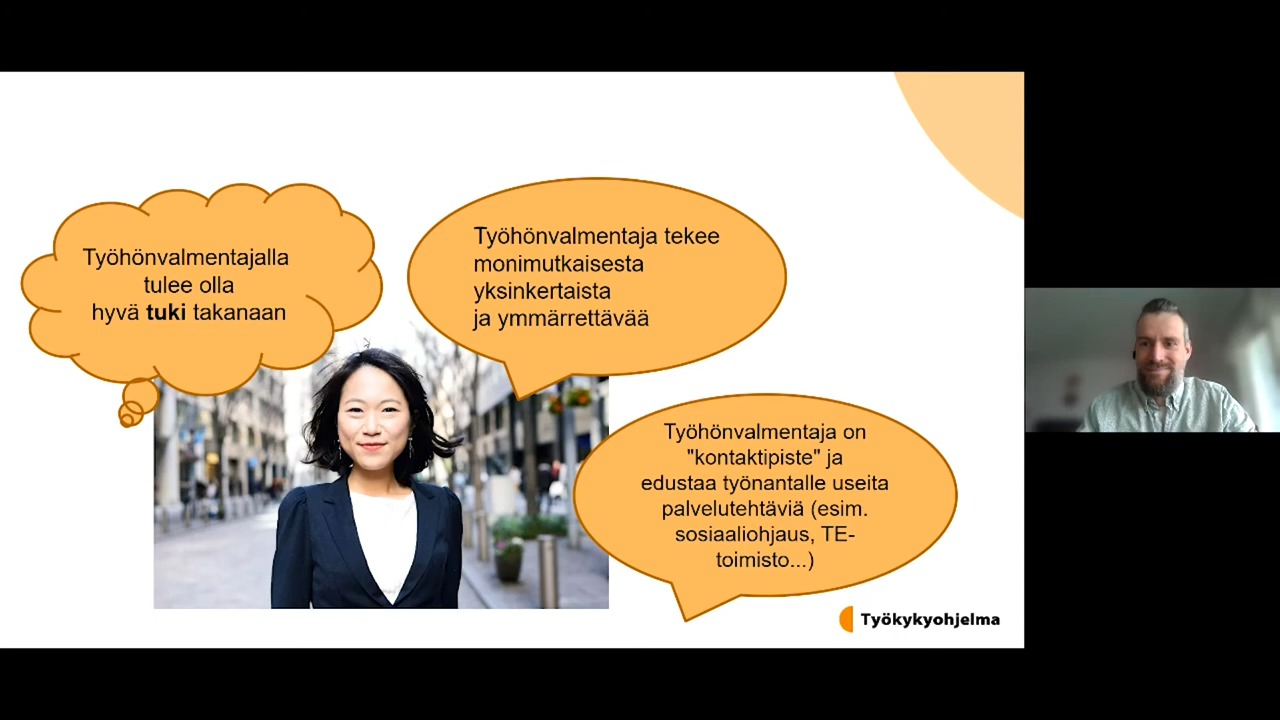 Työhönvalmentajalla
tulee olla
hyvä tuki takanaan
Työhönvalmentaja tekee
monimutkaisesta
yksinkertaista
ja ymmärrettävää
Työhönvalmentaja on
"kontaktipiste" ja
edustaa työnantalle useita
palvelutehtäviä (esim.
sosiaaliohjaus, TE-
toimisto...)
Työkykyohjelma